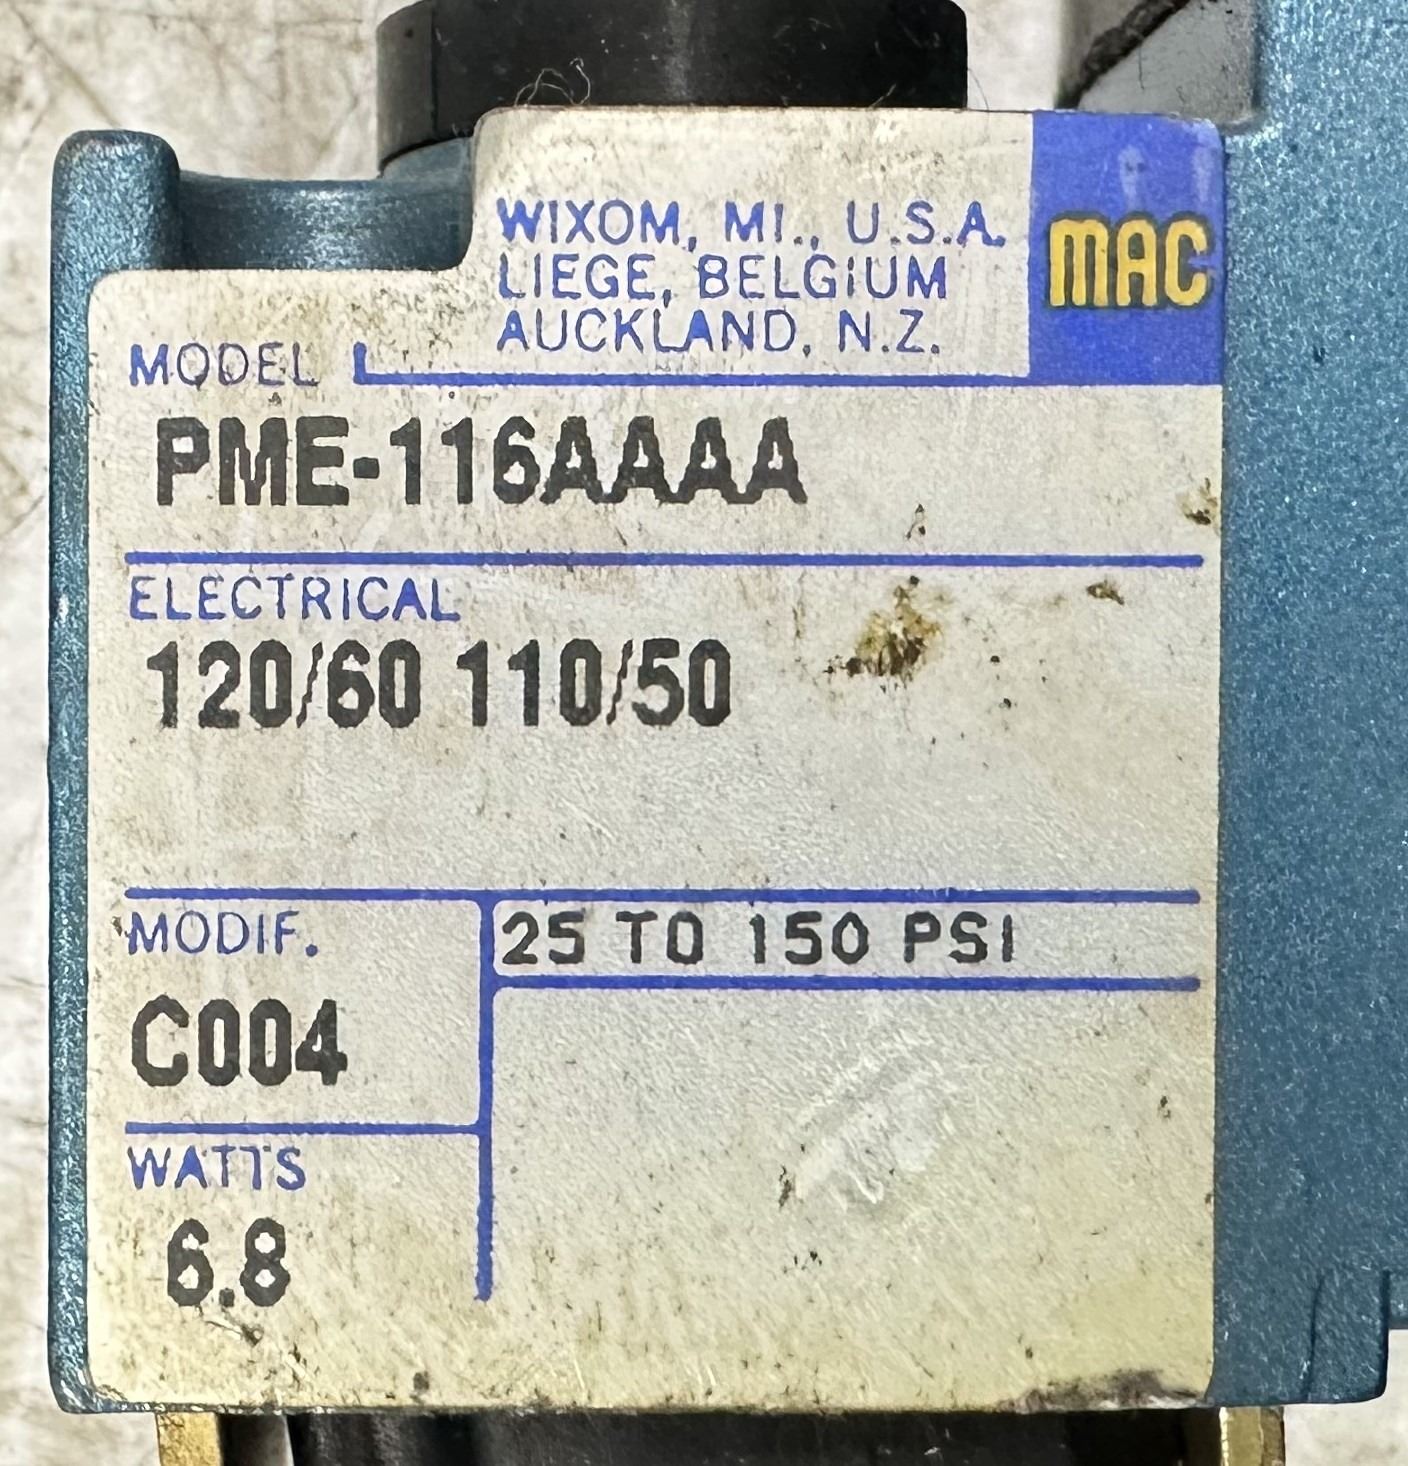 WIXOM, MI., U.S.A.
LIEGE, BELGIUM
AUCKLAND, N.Z.
MAC
MODEL
PME-116AAAA
ELECTRICAL
120/60 110/50
MODIF.
25 TO 150 PSI
C004
WATTS
6.8